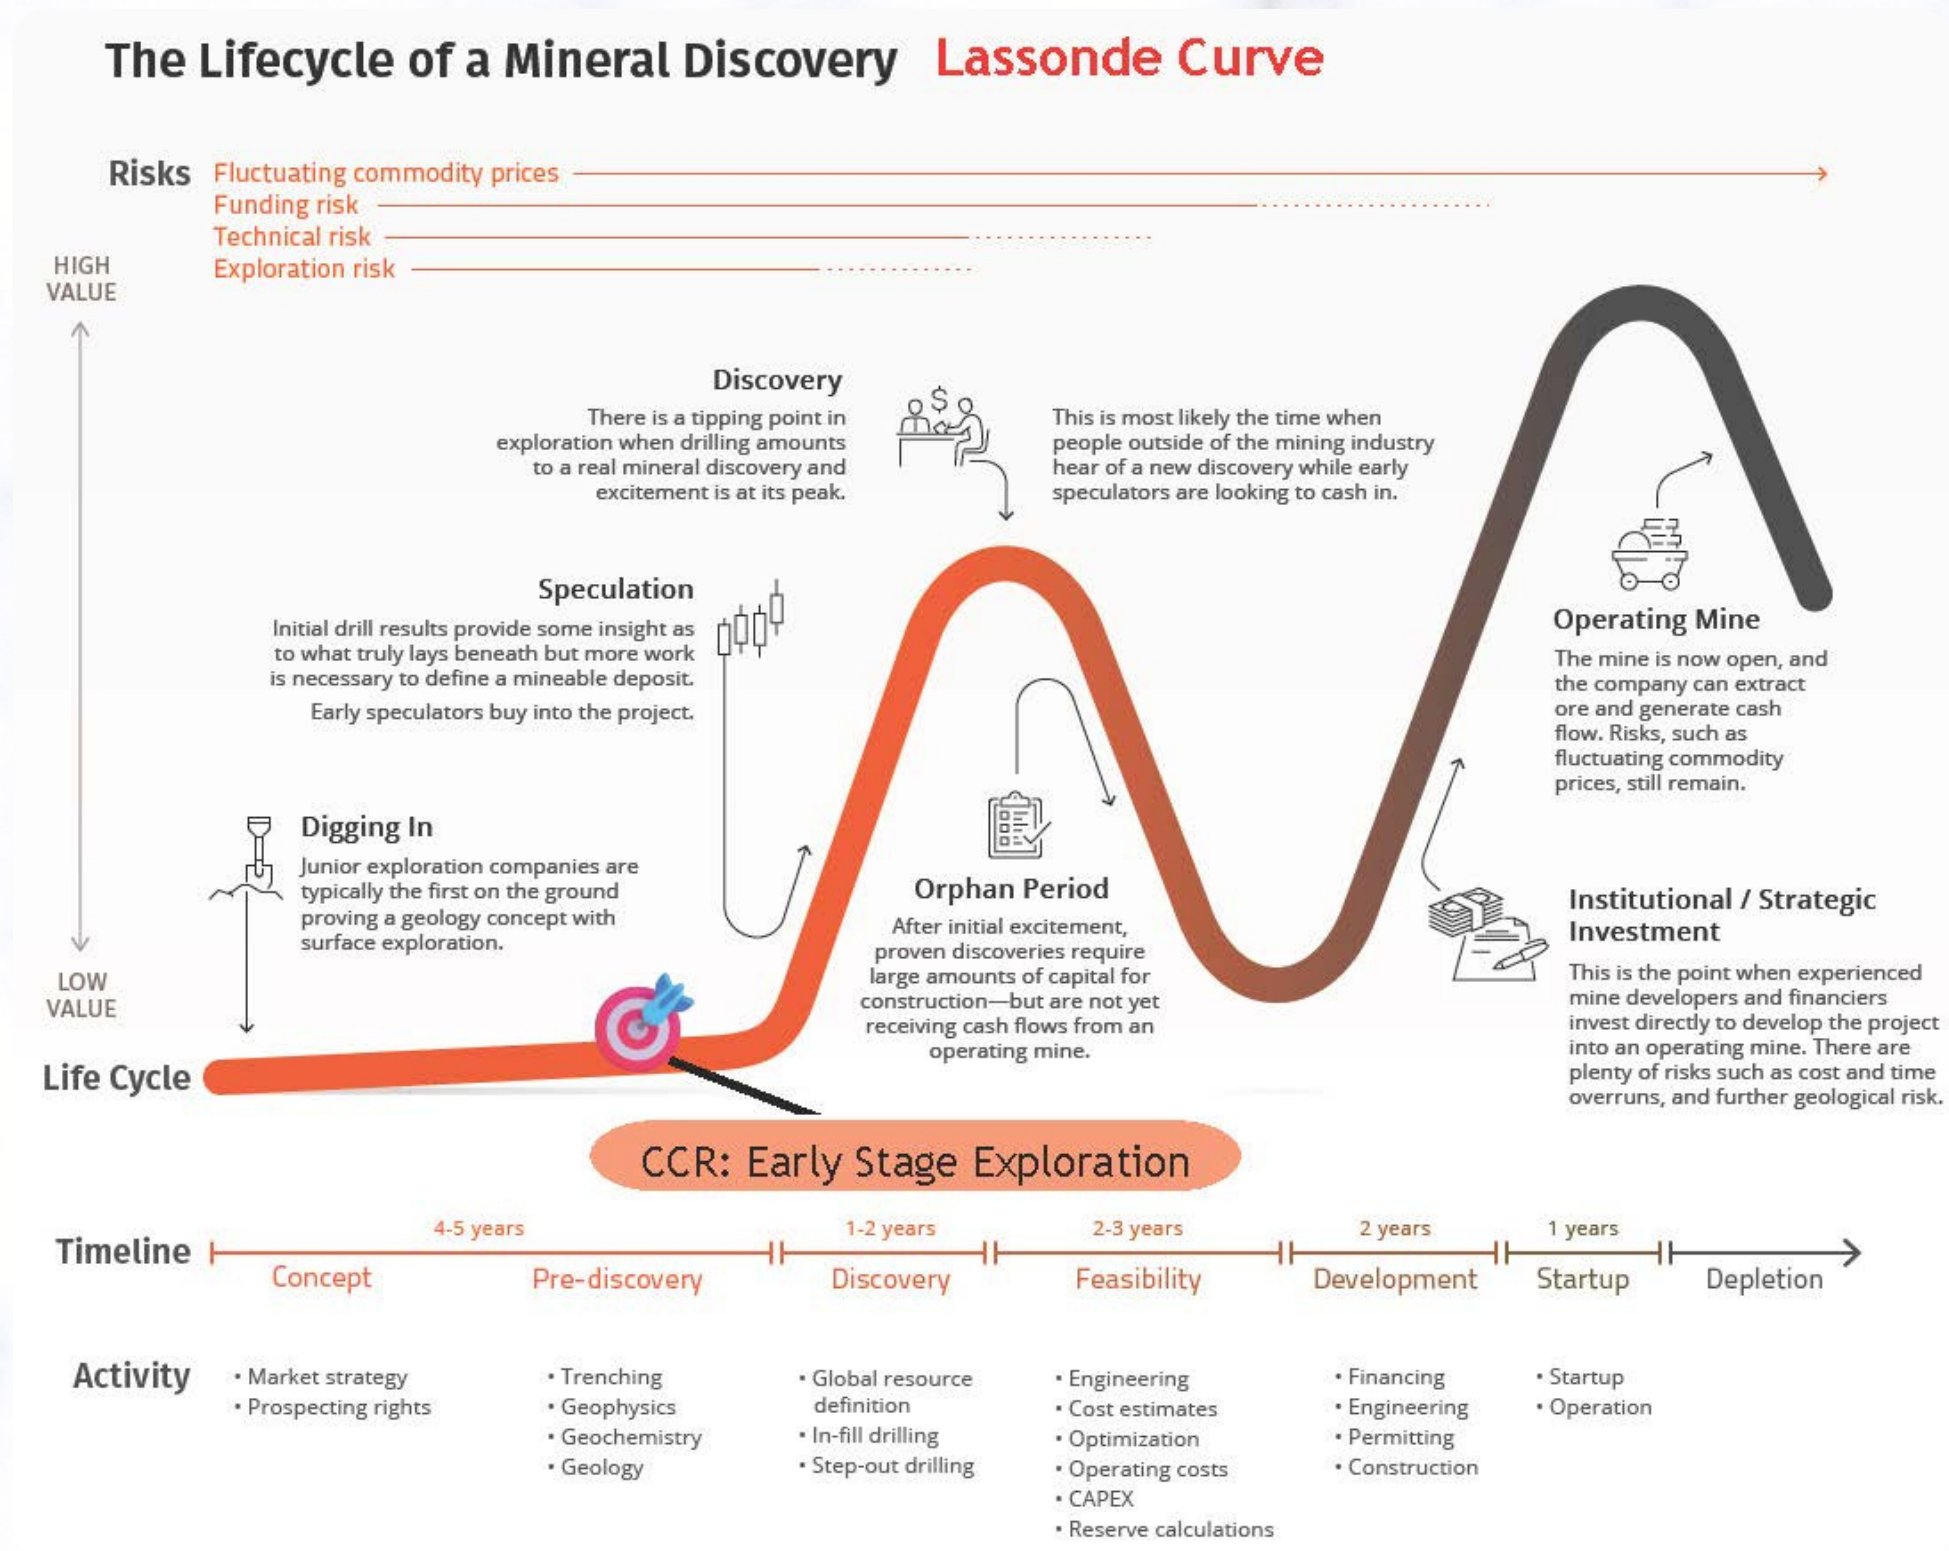 The Lifecycle of a Mineral Discovery Lassonde Curve
Risks
Fluctuating commodity prices
Funding risk
Technical risk
Exploration risk
HIGH
VALUE
LOW
VALUE
Discovery
There is a tipping point in
exploration when drilling amounts
to a real mineral discovery and
excitement is at its peak.
$
This is most likely the time when
people outside of the mining industry
hear of a new discovery while early
speculators are looking to cash in.
Speculation
Initial drill results provide some insight as
to what truly lays beneath but more work
is necessary to define a mineable deposit.
Early speculators buy into the project.
Digging In
Junior exploration companies are
typically the first on the ground
proving a geology concept with
surface exploration.
Orphan Period
After initial excitement,
proven discoveries require
large amounts of capital for
construction—but are not yet
receiving cash flows from an
operating mine.
Operating Mine
The mine is now open, and
the company can extract
ore and generate cash
flow. Risks, such as
fluctuating commodity
prices, still remain.
Institutional / Strategic
Investment
This is the point when experienced
mine developers and financiers
invest directly to develop the project
into an operating mine. There are
plenty of risks such as cost and time
overruns, and further geological risk.
Life Cycle
CCR: Early Stage Exploration
Timeline
4-5 years
1-2 years
2-3 years
2 years
1 years
Concept
Pre-discovery
Discovery
Feasibility
Development
Startup
Depletion
Activity
• Market strategy
• Prospecting rights
• Trenching
• Geophysics
• Geochemistry
• Geology
• Global resource
definition
• In-fill drilling
• Step-out drilling
• Engineering
• Cost estimates
• Optimization
• Operating costs
• CAPEX
• Reserve calculations
• Financing
• Engineering
• Permitting
• Construction
• Startup
• Operation